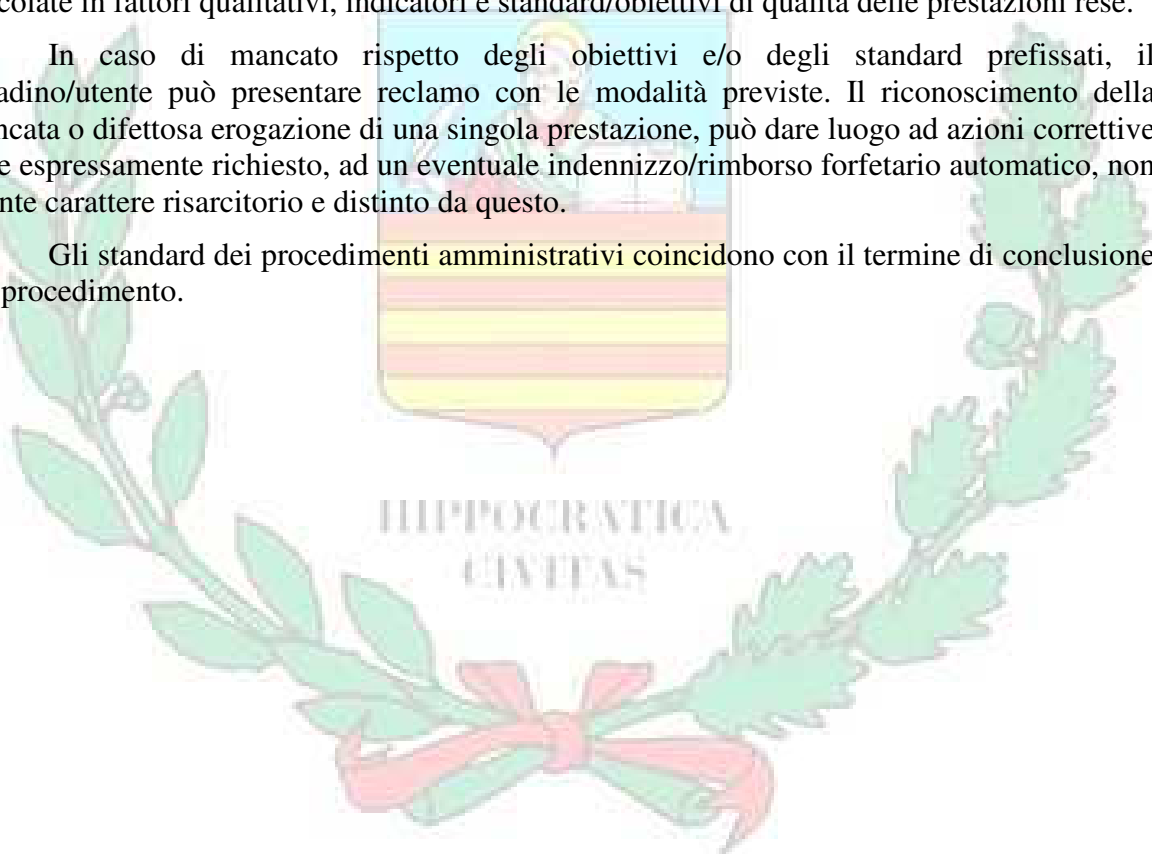 colate in fattori qualitativi, indicatori e standard/obiettivi di qualità delle prestazioni rese.
In caso di mancato rispetto degli obiettivi e/o degli standard prefissati, il
adino/utente può presentare reclamo con le modalità previste. Il riconoscimento della
ncata o difettosa erogazione di una singola prestazione, può dare luogo ad azioni correttive
e espressamente richiesto, ad un eventuale indennizzo/rimborso forfetario automatico, non
nte carattere risarcitorio e distinto da questo.
Gli standard dei procedimenti amministrativi coincidono con il termine di conclusione
procedimento.
HIPPOCRATICA
CIVITAS